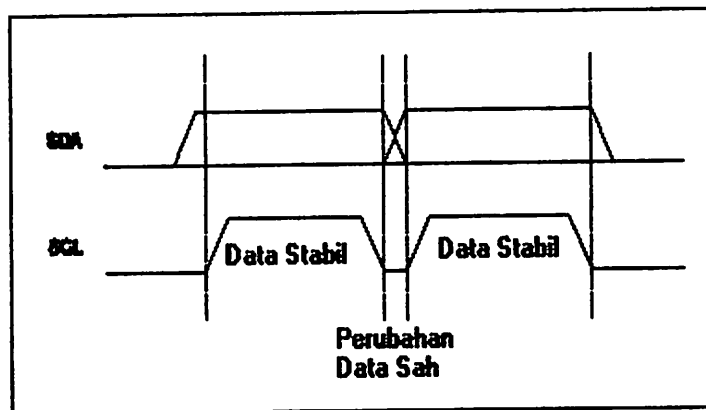 SDA
SCL
Data Stabil
Data Stabil
Perubahan
Data Sah